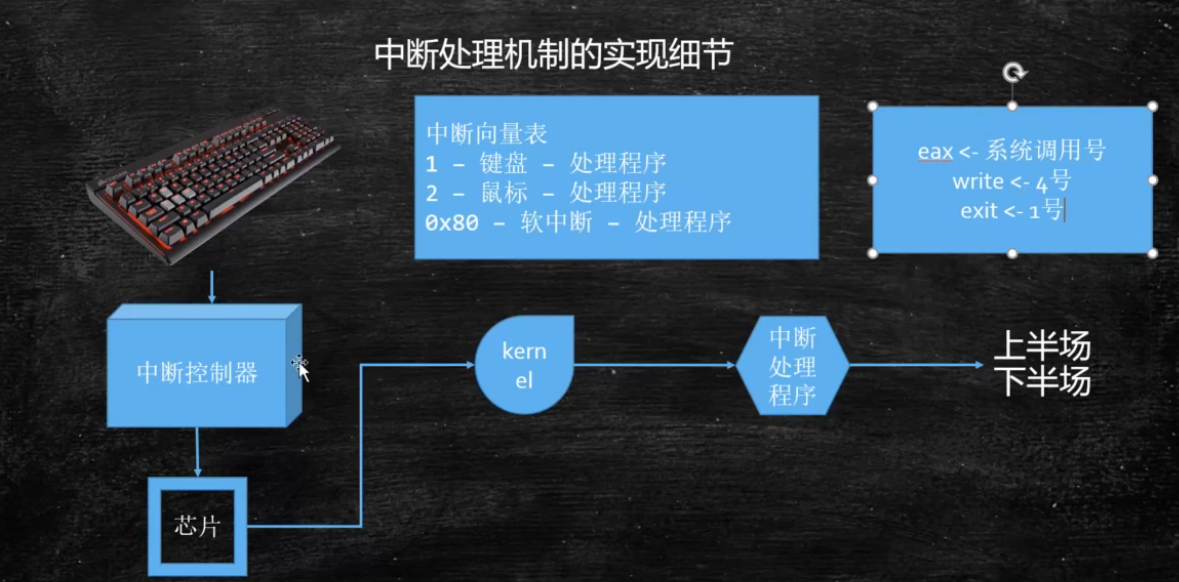 中断处理机制的实现细节
中断向量表
1 – 键盘 – 处理程序
2 – 鼠标 – 处理程序
0x80 – 软中断 – 处理程序
eax <- 系统调用号
write <- 4号
exit <- 1号
中断控制器
芯片
kern
el
中断
处理
程序
上半场
下半场